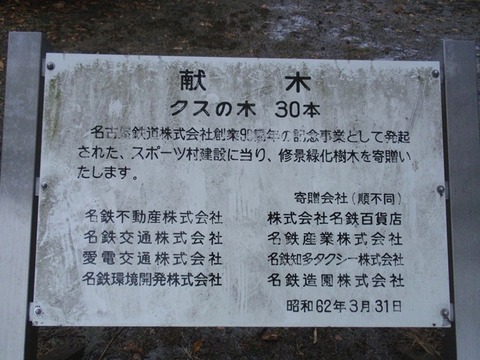 献木
クスの木 30本
名古屋鉄道株式会社創業90周年の記念事業として発起
された、スポーツ村建設に当り、修景緑化樹木を寄贈い
たします。
寄贈会社（順不同）
名鉄不動産株式会社 株式会社名鉄百貨店
名鉄交通株式会社 名鉄産業株式会社
愛電交通株式会社 名鉄知多タクシー株式会社
名鉄環境開発株式会社 名鉄造園株式会社
昭和62年3月31日